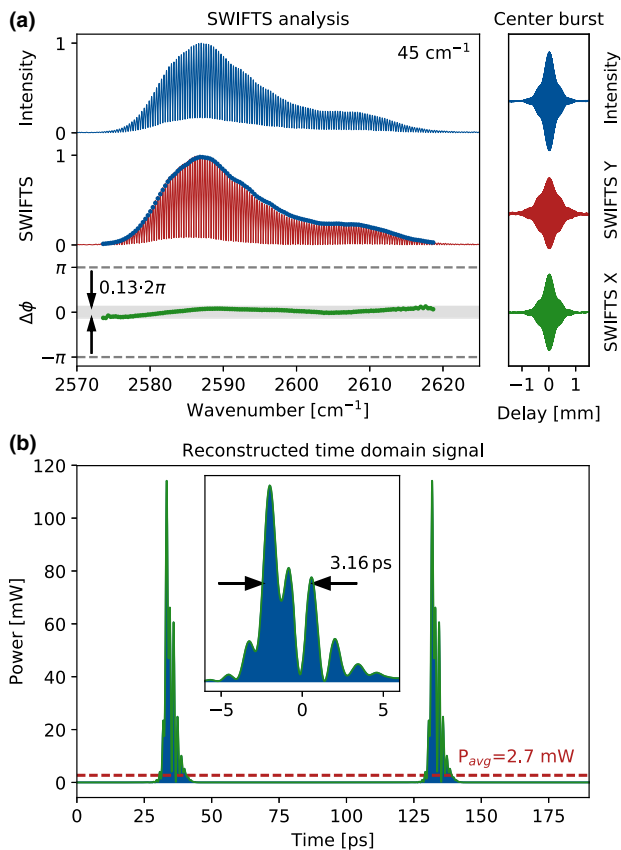 (a)
SWIFTS analysis
Center burst
45 cm⁻¹
Intensity
1
0
SWIFTS
1
0
Δϕ
π
0
−π
0.13·2π
2570 2580 2590 2600 2610 2620
Wavenumber [cm⁻¹]
Intensity
SWIFTS Y
SWIFTS X
−1 0 1
Delay [mm]
(b)
Reconstructed time domain signal
Power [mW]
120
100
80
60
40
20
0
3.16 ps
−5 0 5
P_avg=2.7 mW
0 25 50 75 100 125 150 175
Time [ps]